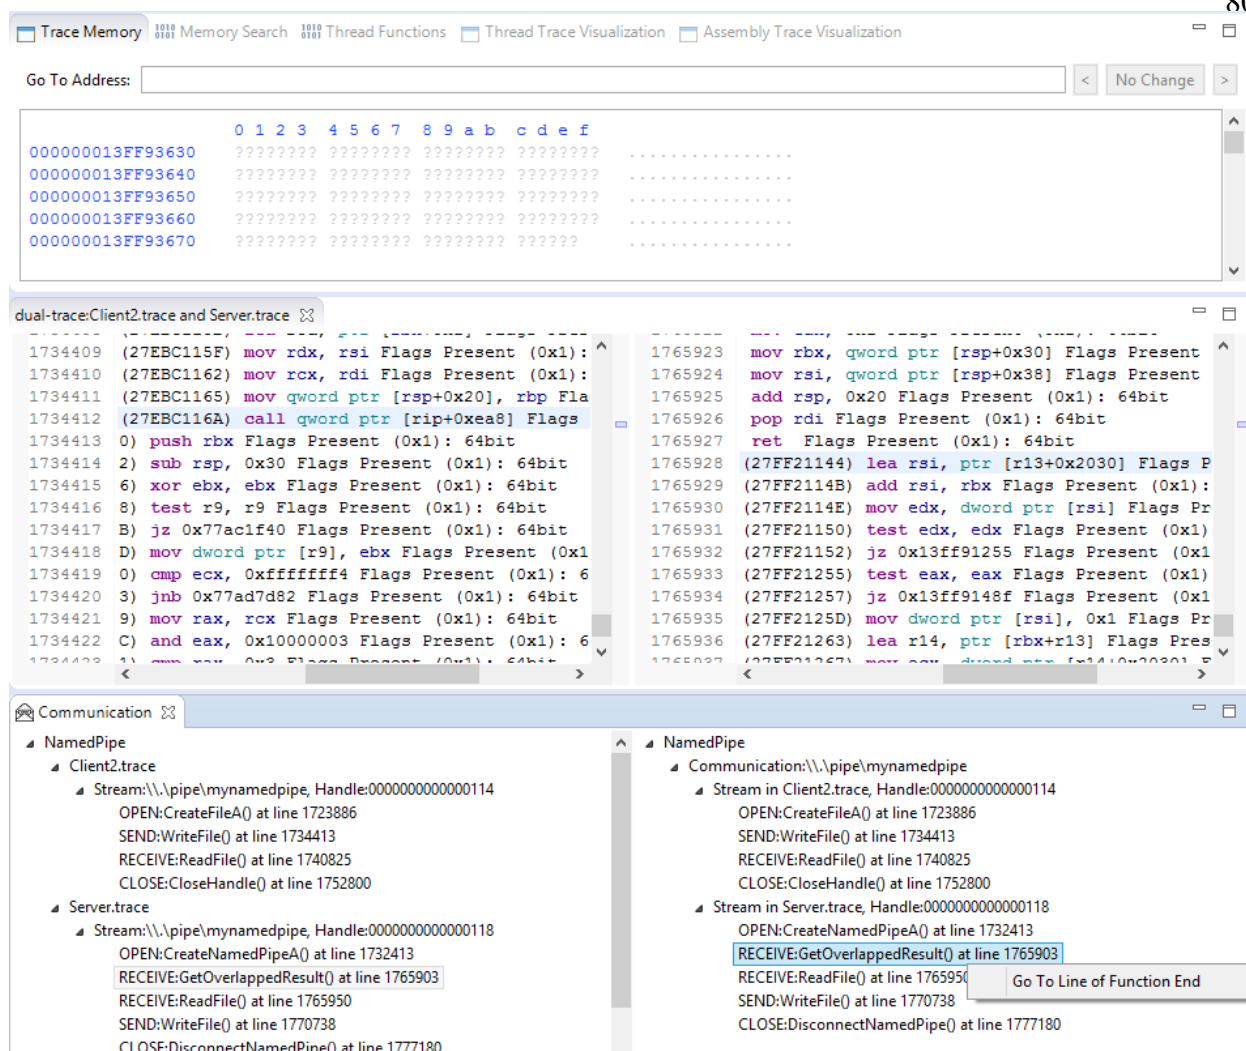 Trace Memory Memory Search Thread Functions Thread Trace Visualization Assembly Trace Visualization
Go To Address: < No Change >
0 1 2 3 4 5 6 7 8 9 a b c d e f
000000013FF93630 ???????? ???????? ???????? ???????? ................
000000013FF93640 ???????? ???????? ???????? ???????? ................
000000013FF93650 ???????? ???????? ???????? ???????? ................
000000013FF93660 ???????? ???????? ???????? ???????? ................
000000013FF93670 ???????? ???????? ???????? ?????? ................
dual-trace:Client2.trace and Server.trace
1734409 (27EBC115F) mov rdx, rsi Flags Present (0x1):
1734410 (27EBC1162) mov rcx, rdi Flags Present (0x1):
1734411 (27EBC1165) mov qword ptr [rsp+0x20], rbp Fla
1734412 (27EBC116A) call qword ptr [rip+0xea8] Flags
1734413 0) push rbx Flags Present (0x1): 64bit
1734414 2) sub rsp, 0x30 Flags Present (0x1): 64bit
1734415 6) xor ebx, ebx Flags Present (0x1): 64bit
1734416 8) test r9, r9 Flags Present (0x1): 64bit
1734417 B) jz 0x77ac1f40 Flags Present (0x1): 64bit
1734418 D) mov dword ptr [r9], ebx Flags Present (0x1
1734419 0) cmp ecx, 0xfffffff4 Flags Present (0x1): 6
1734420 3) jnb 0x77ad7d82 Flags Present (0x1): 64bit
1734421 9) mov rax, rcx Flags Present (0x1): 64bit
1734422 C) and eax, 0x10000003 Flags Present (0x1): 6
1765923 mov rbx, qword ptr [rsp+0x30] Flags Present
1765924 mov rsi, qword ptr [rsp+0x38] Flags Present
1765925 add rsp, 0x20 Flags Present (0x1): 64bit
1765926 pop rdi Flags Present (0x1): 64bit
1765927 ret Flags Present (0x1): 64bit
1765928 (27FF21144) lea rsi, ptr [r13+0x2030] Flags P
1765929 (27FF2114B) add rsi, rbx Flags Present (0x1):
1765930 (27FF2114E) mov edx, dword ptr [rsi] Flags Pr
1765931 (27FF21150) test edx, edx Flags Present (0x1)
1765932 (27FF21152) jz 0x13ff91255 Flags Present (0x1
1765933 (27FF21255) test eax, eax Flags Present (0x1)
1765934 (27FF21257) jz 0x13ff9148f Flags Present (0x1
1765935 (27FF2125D) mov dword ptr [rsi], 0x1 Flags Pr
1765936 (27FF21263) lea r14, ptr [rbx+r13] Flags Pres
Communication
NamedPipe
Client2.trace
Stream:\\.\pipe\mynamedpipe, Handle:0000000000000114
OPEN:CreateFileA() at line 1723886
SEND:WriteFile() at line 1734413
RECEIVE:ReadFile() at line 1740825
CLOSE:CloseHandle() at line 1752800
Server.trace
Stream:\\.\pipe\mynamedpipe, Handle:0000000000000118
OPEN:CreateNamedPipeA() at line 1732413
RECEIVE:GetOverlappedResult() at line 1765903
RECEIVE:ReadFile() at line 1765950
SEND:WriteFile() at line 1770738
CLOSE:DisconnectNamedPipe() at line 1777180
NamedPipe
Communication:\\.\pipe\mynamedpipe
Stream in Client2.trace, Handle:0000000000000114
OPEN:CreateFileA() at line 1723886
SEND:WriteFile() at line 1734413
RECEIVE:ReadFile() at line 1740825
CLOSE:CloseHandle() at line 1752800
Stream in Server.trace, Handle:0000000000000118
OPEN:CreateNamedPipeA() at line 1732413
RECEIVE:GetOverlappedResult() at line 1765903
RECEIVE:ReadFile() at line 1765950
Go To Line of Function End
SEND:WriteFile() at line 1770738
CLOSE:DisconnectNamedPipe() at line 1777180